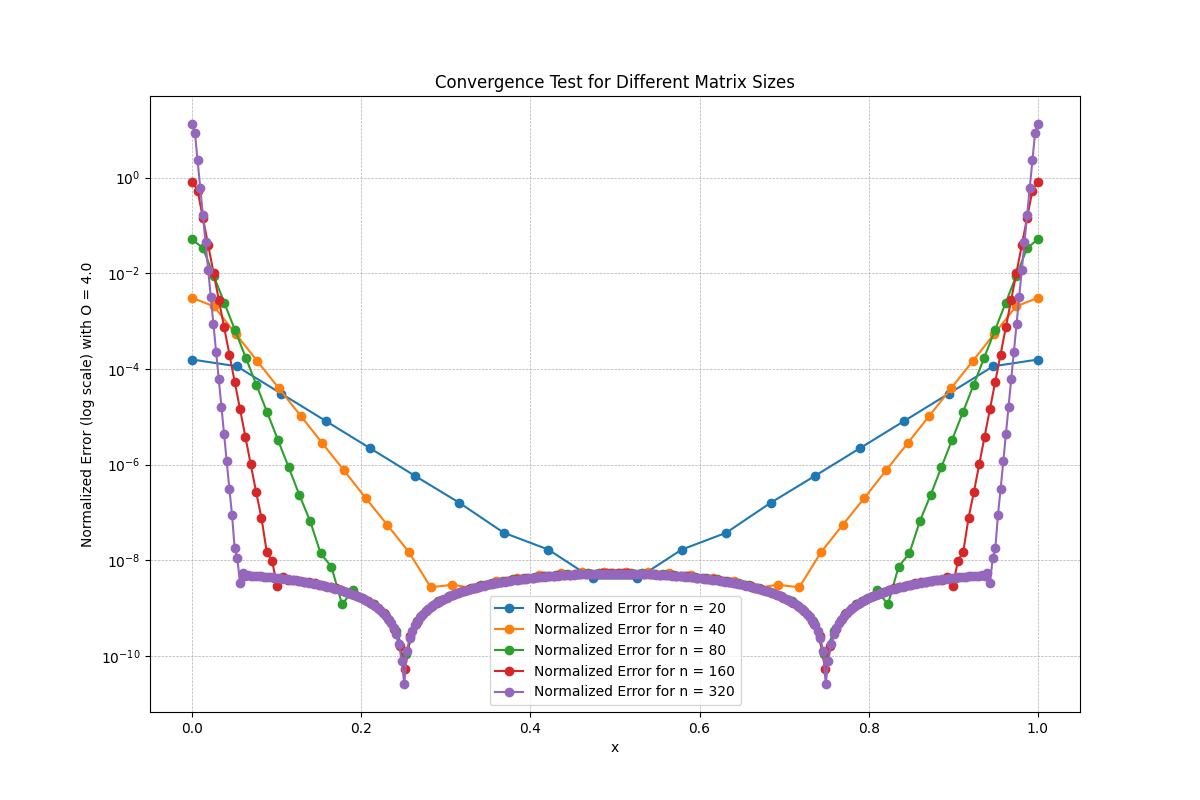 Convergence Test for Different Matrix Sizes
Normalized Error (log scale) with O = 4.0
10⁰
10⁻²
10⁻⁴
10⁻⁶
10⁻⁸
10⁻¹⁰
Normalized Error for n = 20
Normalized Error for n = 40
Normalized Error for n = 80
Normalized Error for n = 160
Normalized Error for n = 320
0.0 0.2 0.4 0.6 0.8 1.0
x